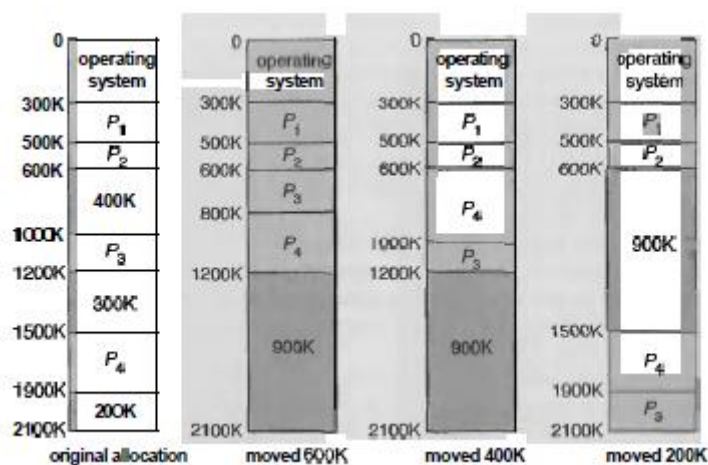 0
operating
system
300K
P1
500K
P2
600K
400K
1000K
P3
1200K
300K
1500K
P4
1900K
200K
2100K
original allocation
0
operating
system
300K
P1
500K
P2
600K
P3
800K
P4
1200K
900K
2100K
moved 600K
0
operating
system
300K
P1
500K
P2
600K
P4
1000K
P3
1200K
900K
2100K
moved 400K
0
operating
system
300K
P1
500K
P2
600K
900K
1500K
P4
1900K
P3
2100K
moved 200K